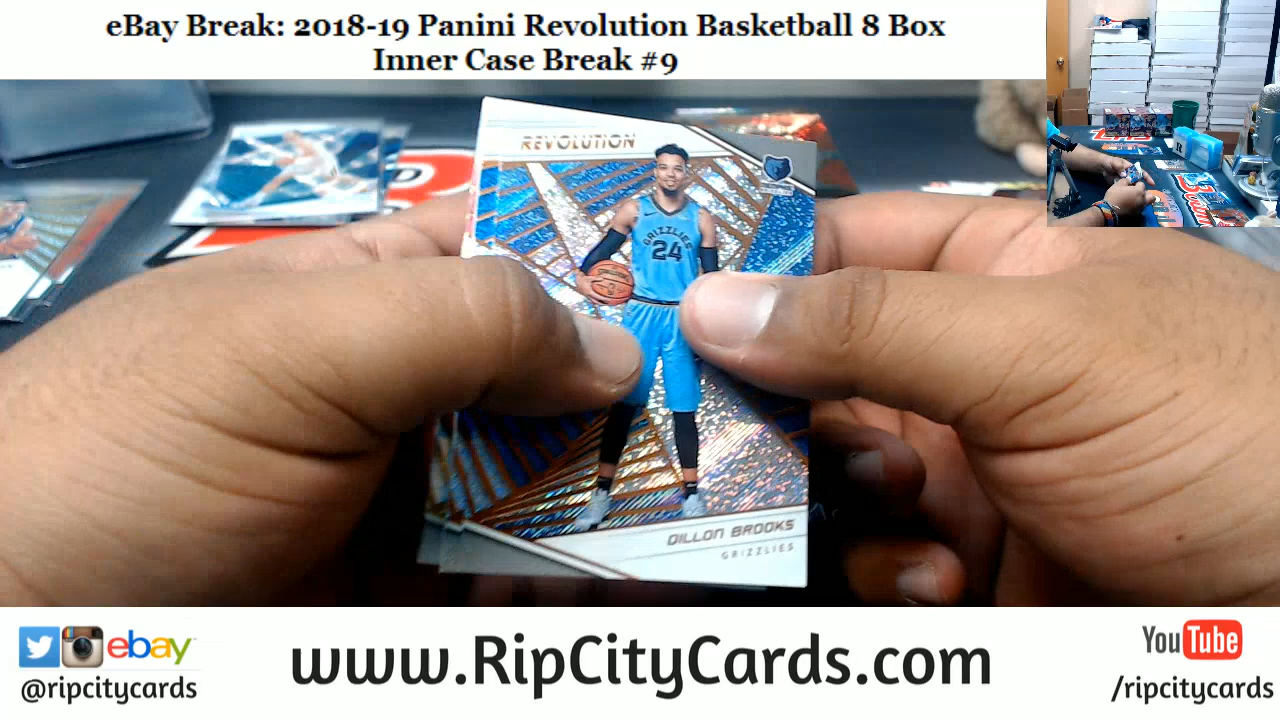 eBay Break: 2018-19 Panini Revolution Basketball 8 Box
Inner Case Break #9
REVOLUTION
GRIZZLIES
24
DILLON BROOKS
GRIZZLIES
ebay
@ripcitycards
www.RipCityCards.com
YouTube
/ripcitycards